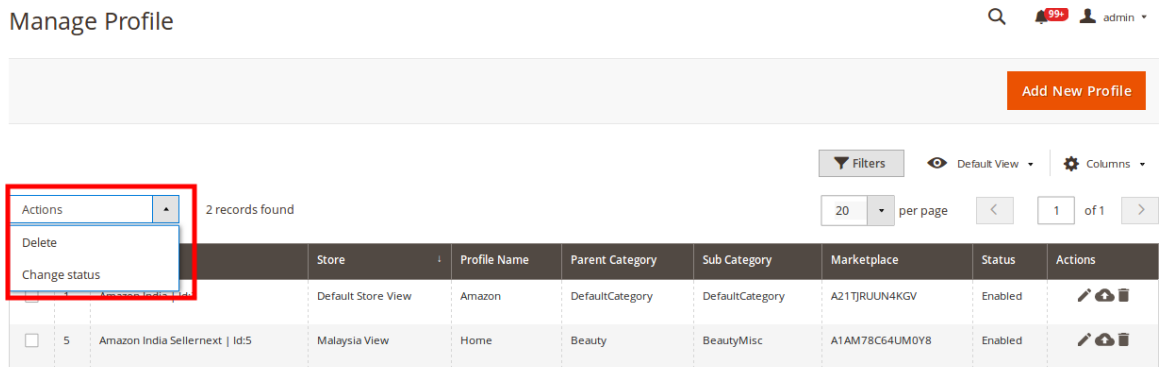 Manage Profile
99+ admin
Add New Profile
Filters Default View Columns
Actions 2 records found 20 per page 1 of 1
Delete
Change status
Store ↓ Profile Name Parent Category Sub Category Marketplace Status Actions
Amazon India Default Store View Amazon DefaultCategory DefaultCategory A21TJRUUN4KGV Enabled
5 Amazon India Sellernext | Id:5 Malaysia View Home Beauty BeautyMisc A1AM78C64UM0Y8 Enabled